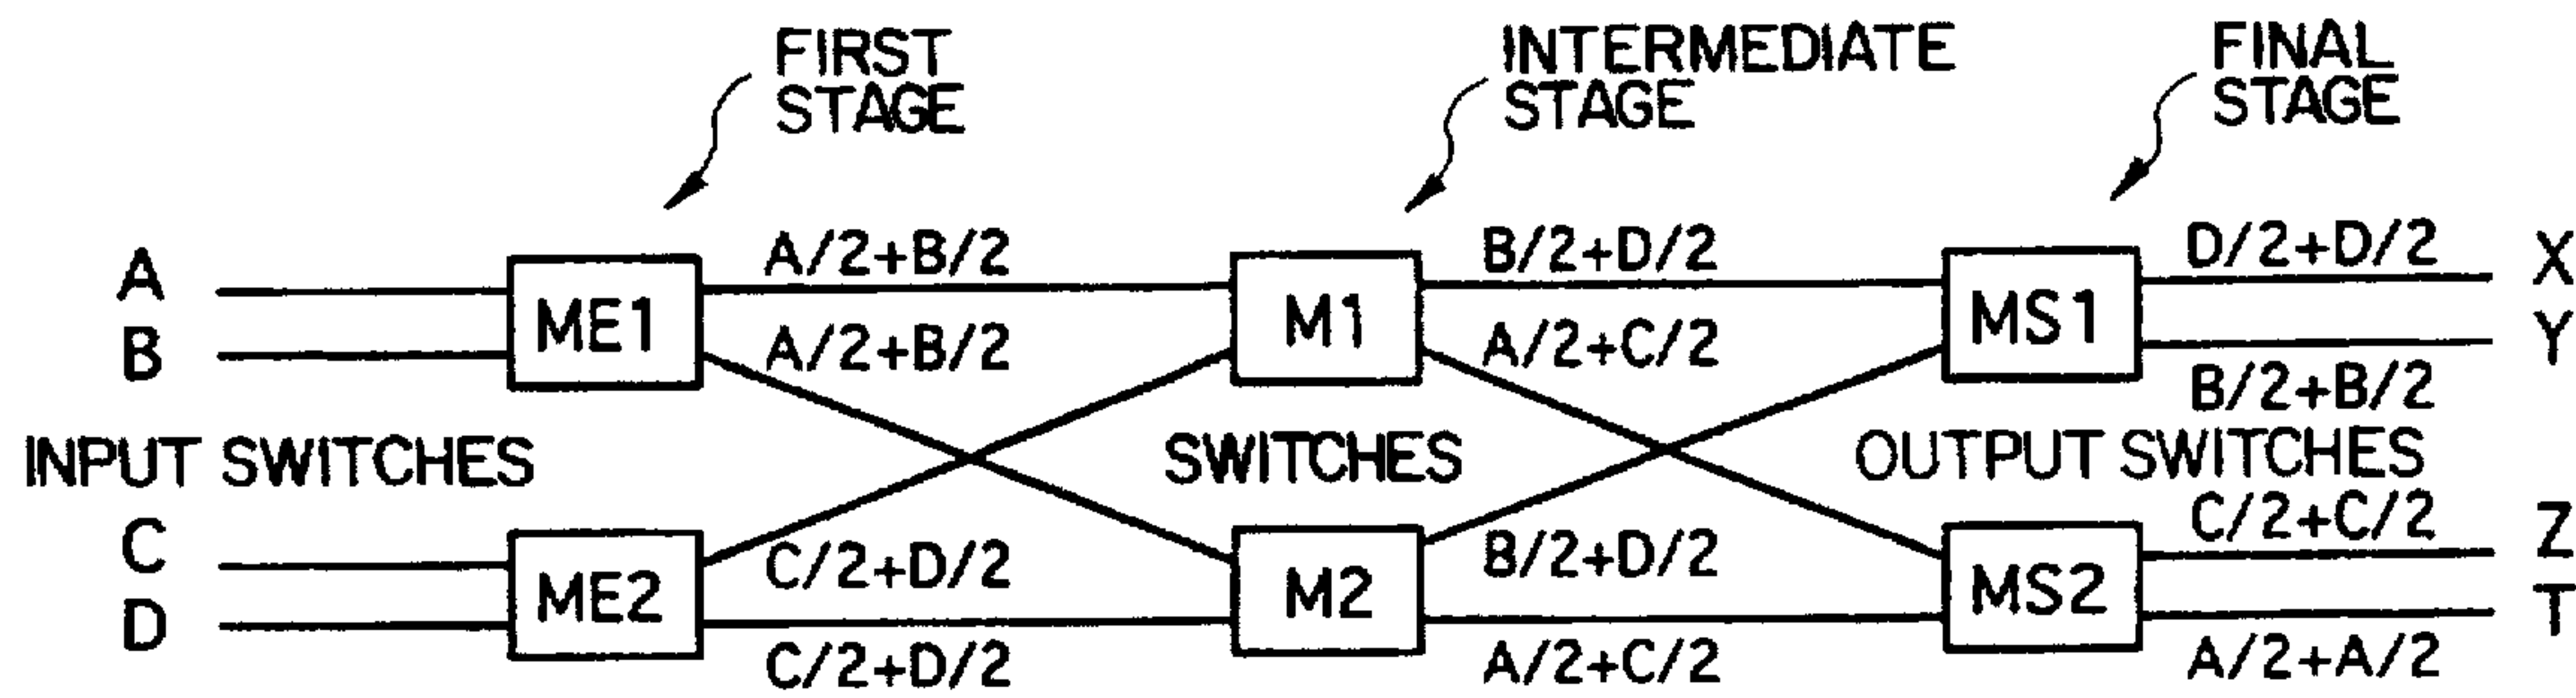 FIRST
STAGE
INTERMEDIATE
STAGE
FINAL
STAGE
A
B
ME1
A/2+B/2
A/2+B/2
M1
B/2+D/2
A/2+C/2
MS1
D/2+D/2
X
Y
B/2+B/2
INPUT SWITCHES
SWITCHES
OUTPUT SWITCHES
C
D
ME2
C/2+D/2
C/2+D/2
M2
B/2+D/2
A/2+C/2
MS2
C/2+C/2
Z
T
A/2+A/2